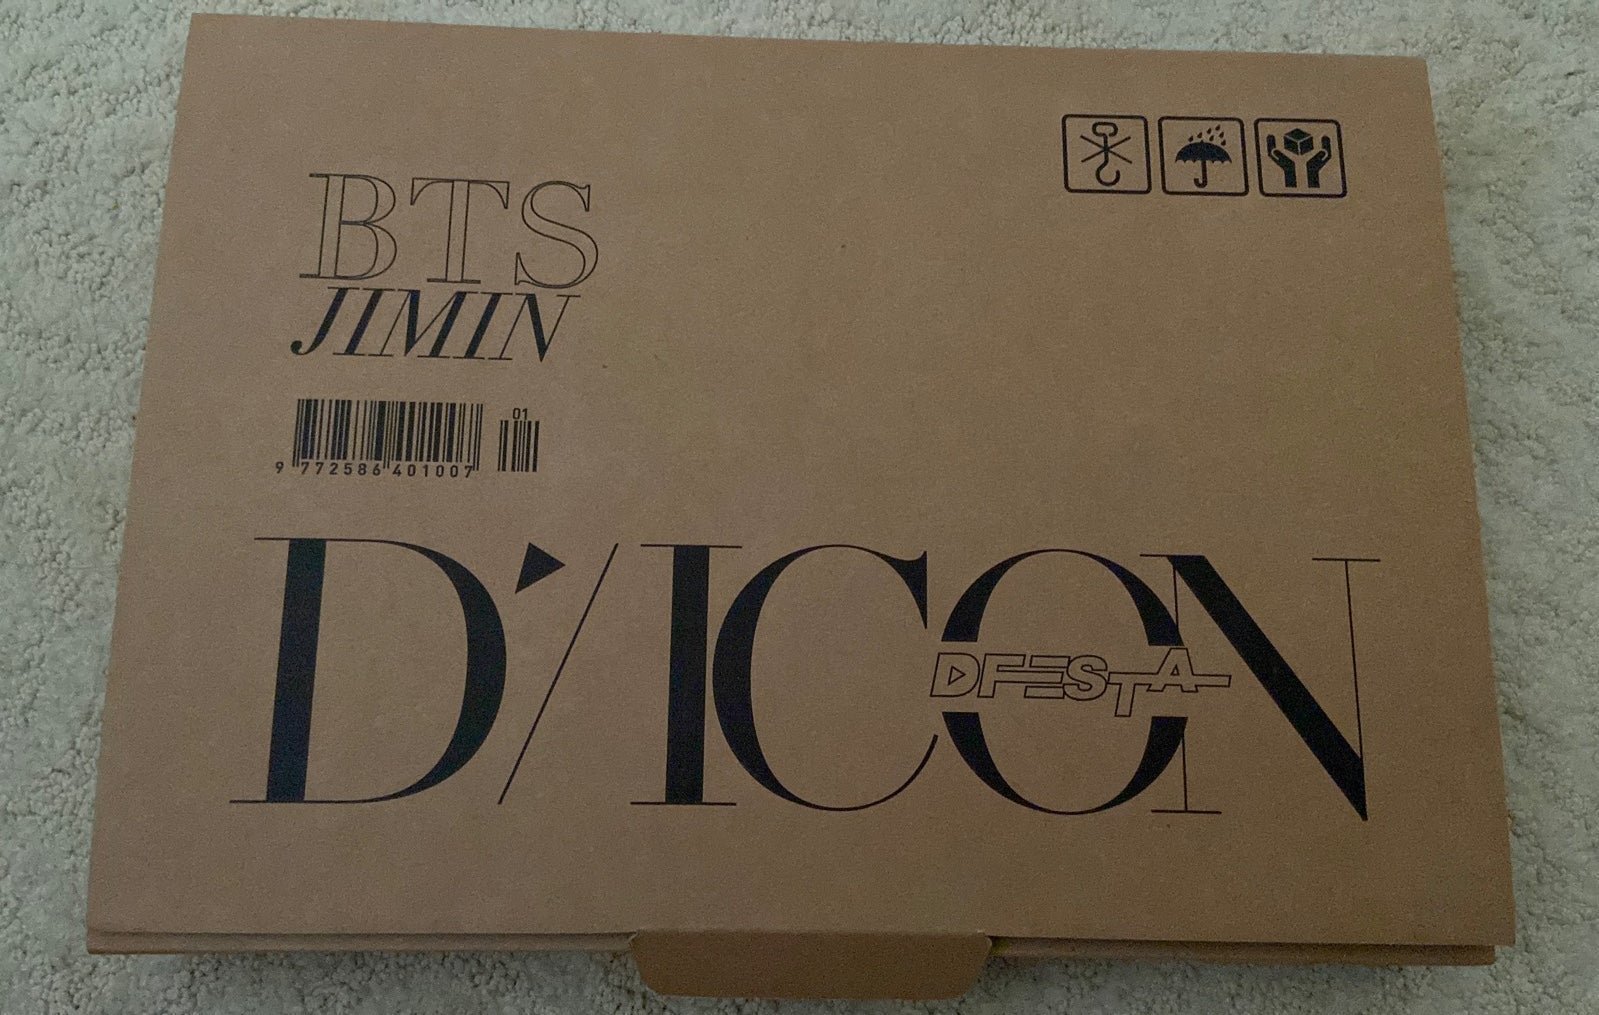 BTS
JIMIN
01
9 772586 401007
D'/ICON
DFESTA